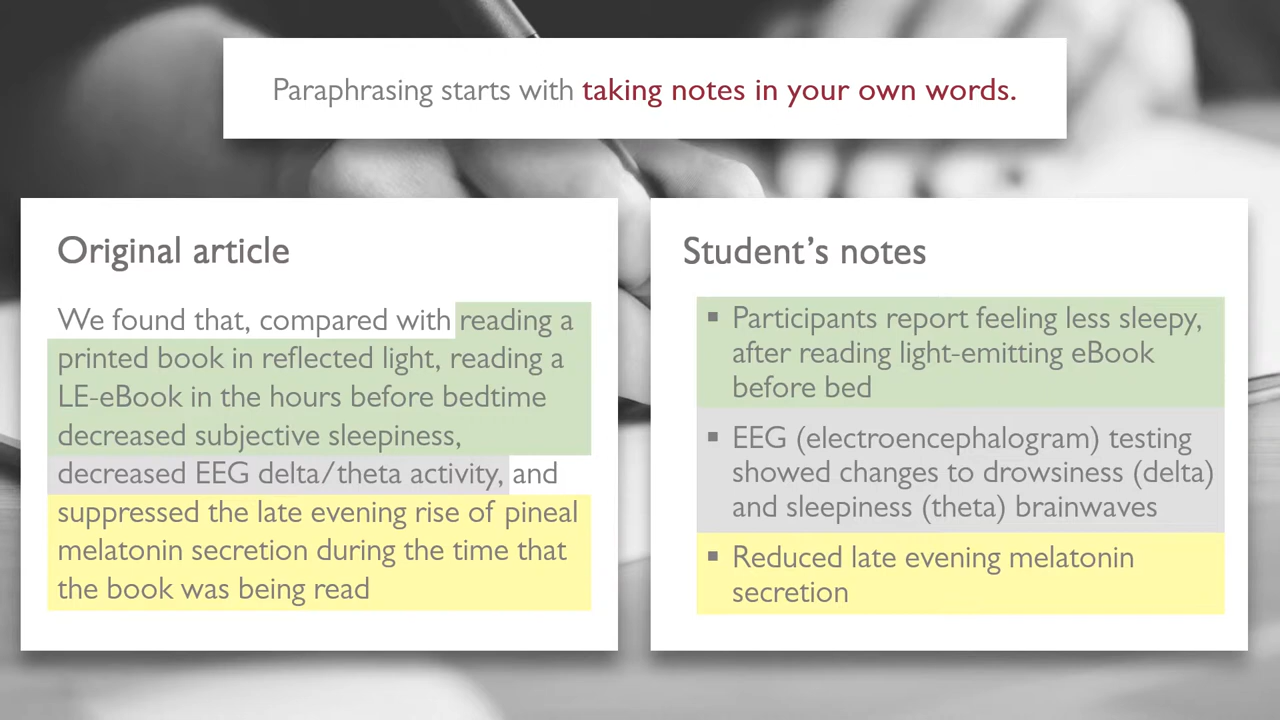 Paraphrasing starts with taking notes in your own words.
Original article
We found that, compared with reading a
printed book in reflected light, reading a
LE-eBook in the hours before bedtime
decreased subjective sleepiness,
decreased EEG delta/theta activity, and
suppressed the late evening rise of pineal
melatonin secretion during the time that
the book was being read
Student’s notes
▪ Participants report feeling less sleepy,
after reading light-emitting eBook
before bed
▪ EEG (electroencephalogram) testing
showed changes to drowsiness (delta)
and sleepiness (theta) brainwaves
▪ Reduced late evening melatonin
secretion